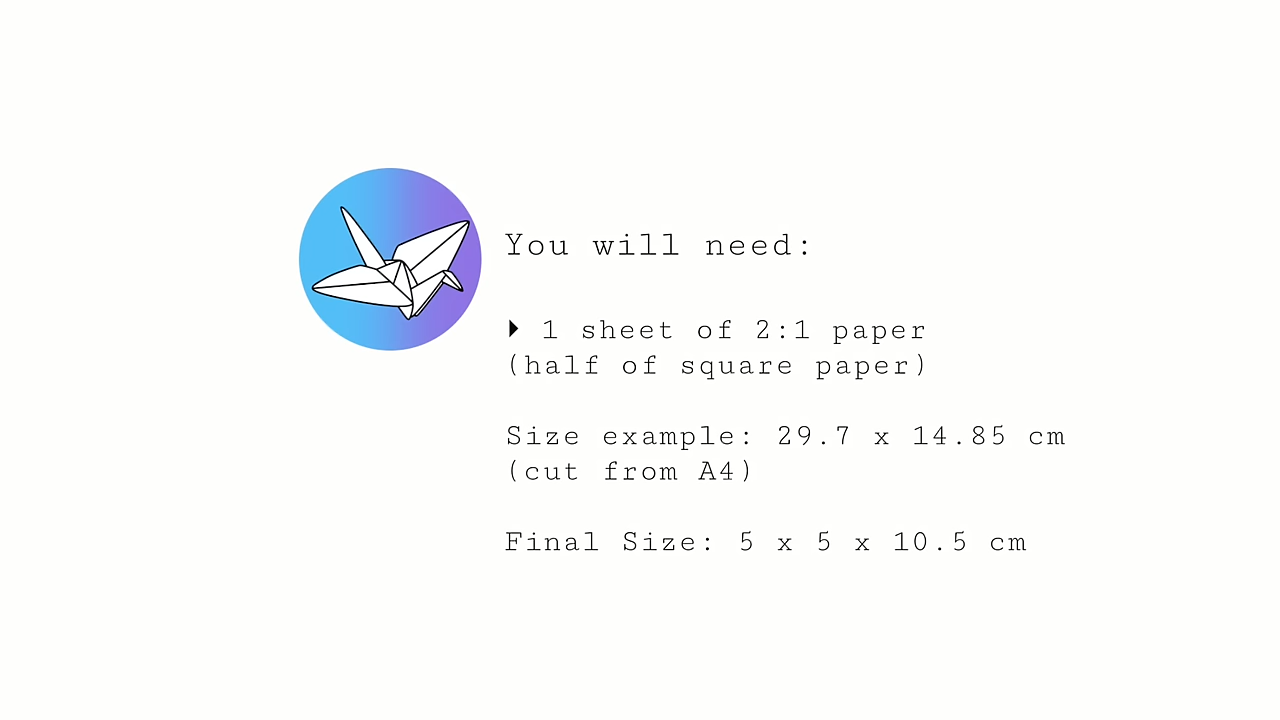 You will need:
▸ 1 sheet of 2:1 paper
(half of square paper)
Size example: 29.7 x 14.85 cm
(cut from A4)
Final Size: 5 x 5 x 10.5 cm